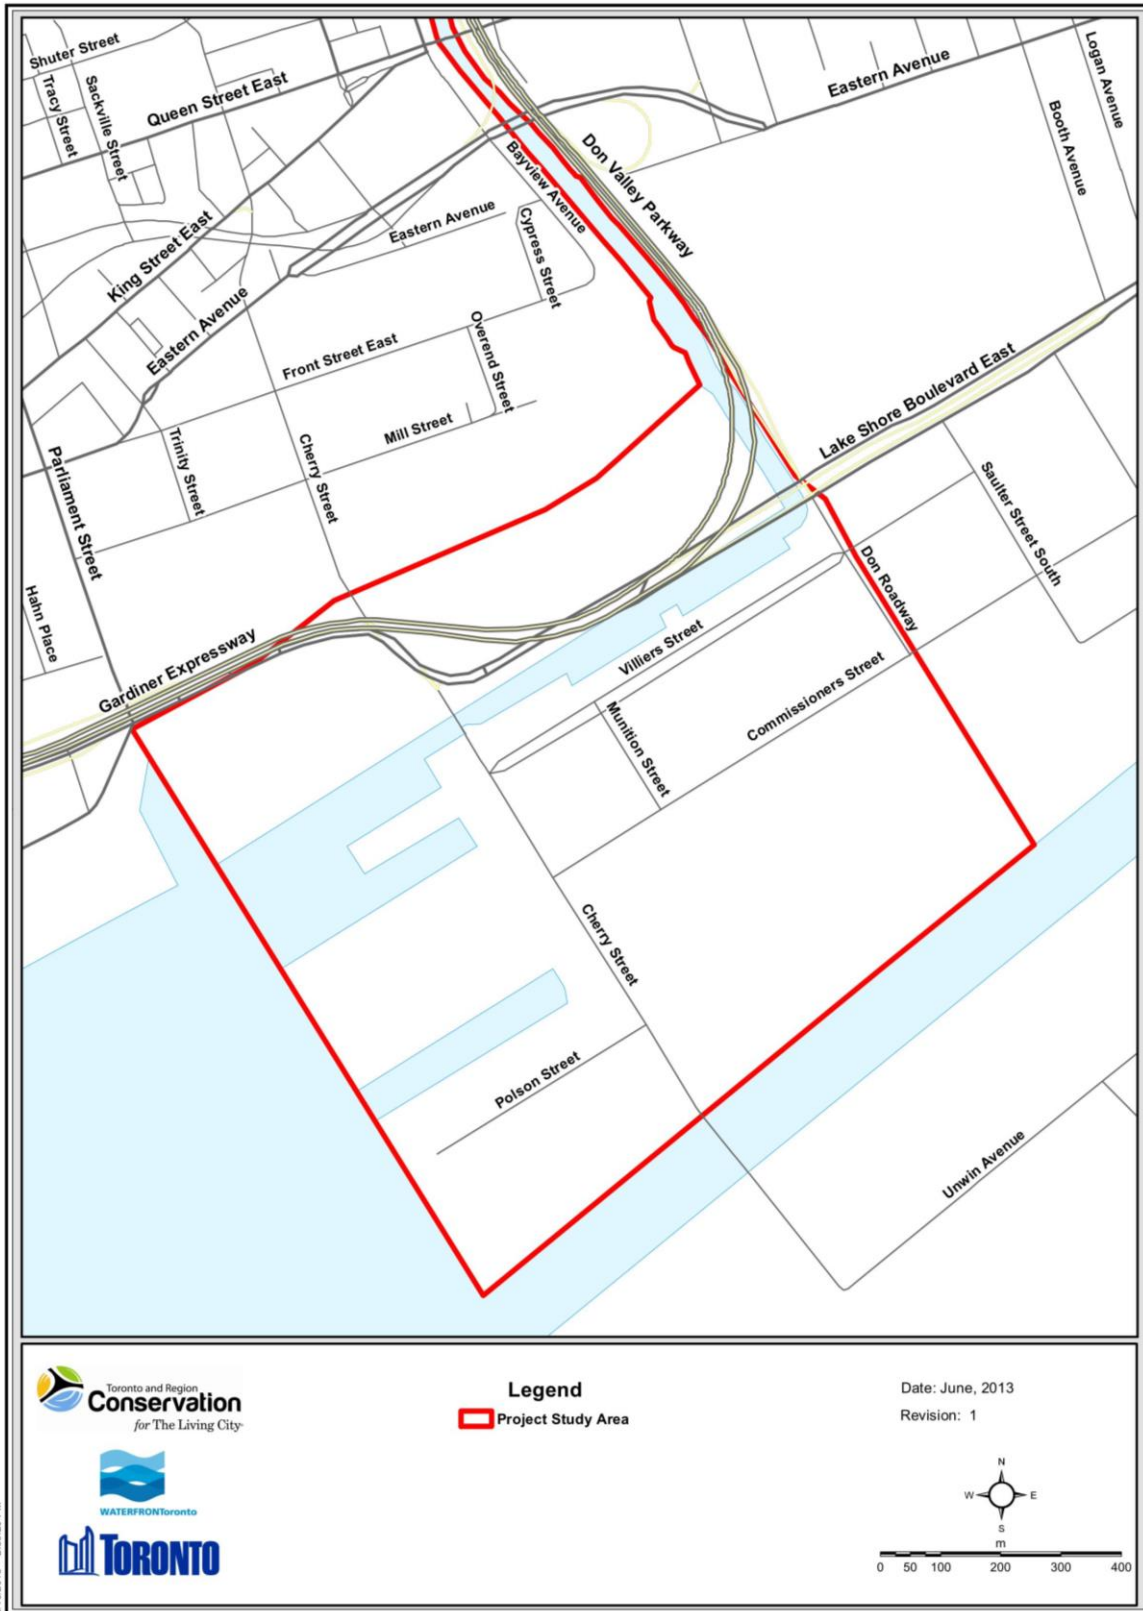 Shuter Street
Tracy Street
Sackville Street
Queen Street East
Eastern Avenue
Logan Avenue
Booth Avenue
Don Valley Parkway
Bayview Avenue
Eastern Avenue
Cypress Street
King Street East
Eastern Avenue
Front Street East
Overend Street
Mill Street
Lake Shore Boulevard East
Parliament Street
Trinity Street
Cherry Street
Saulter Street South
Don Roadway
Hahn Place
Gardiner Expressway
Villiers Street
Munition Street
Commissioners Street
Cherry Street
Polson Street
Unwin Avenue
Toronto and Region
Conservation
for The Living City
WATERFRONToronto
TORONTO
Legend
Project Study Area
Date: June, 2013
Revision: 1
N
W E
S
m
0 50 100 200 300 400